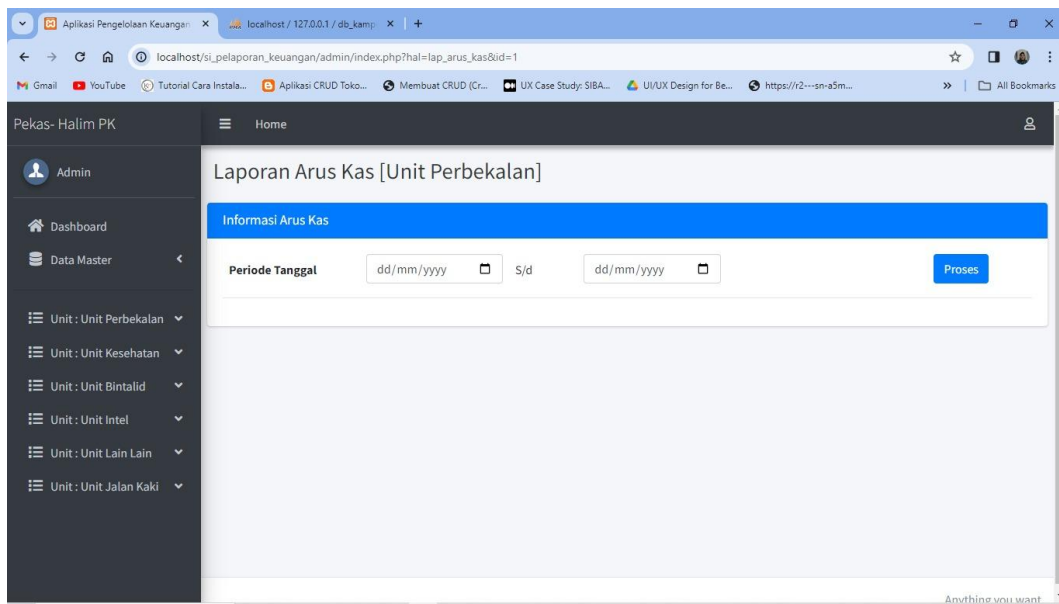 Aplikasi Pengelolaan Keuangan
localhost / 127.0.0.1 / db_kamp
localhost/si_pelaporan_keuangan/admin/index.php?hal=lap_arus_kas&id=1
Gmail YouTube Tutorial Cara Instala... Aplikasi CRUD Toko... Membuat CRUD (Cr... UX Case Study: SIBA... UI/UX Design for Be... https://r2---sn-a5m... » All Bookmarks
Pekas- Halim PK
Home
Admin
Laporan Arus Kas [Unit Perbekalan]
Dashboard
Data Master
Informasi Arus Kas
Periode Tanggal dd/mm/yyyy S/d dd/mm/yyyy Proses
Unit : Unit Perbekalan
Unit : Unit Kesehatan
Unit : Unit Bintalid
Unit : Unit Intel
Unit : Unit Lain Lain
Unit : Unit Jalan Kaki
Anything you want